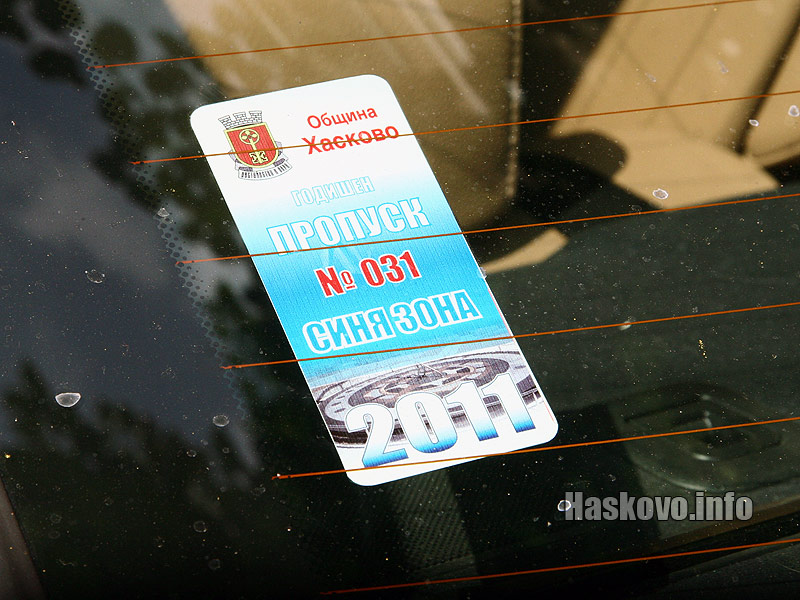 Община
Хасково
ГОДИШЕН
ПРОПУСК
№ 031
СИНЯ ЗОНА
2011
Haskovo.info